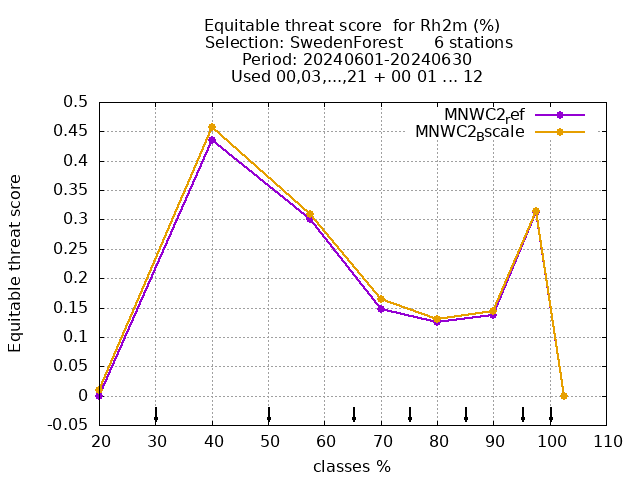 Equitable threat score  for Rh2m (%)
Selection: SwedenForest      6 stations
Period: 20240601-20240630
Used 00,03,...,21 + 00 01 ... 12
MNWC2ref
MNWC2Bscale
Equitable threat score
0.5
0.45
0.4
0.35
0.3
0.25
0.2
0.15
0.1
0.05
0
-0.05
20 30 40 50 60 70 80 90 100 110
classes %